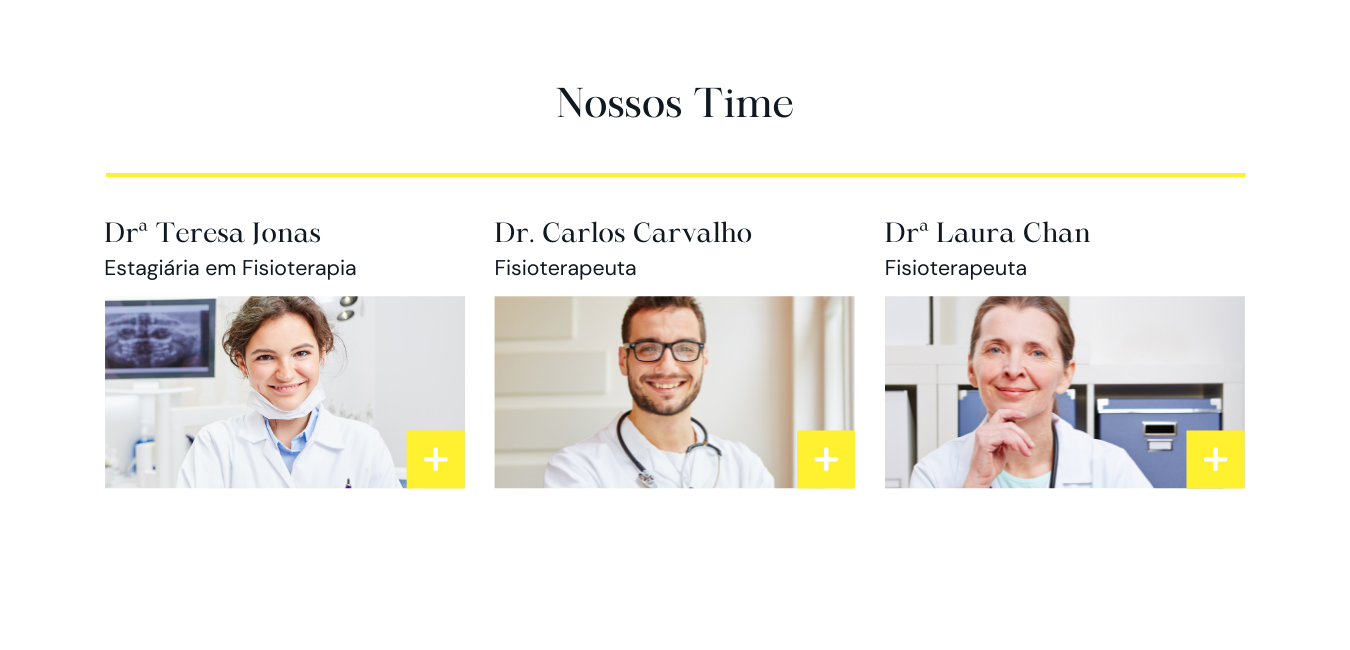 Nossos Time
Drª Teresa Jonas
Estagiária em Fisioterapia
Dr. Carlos Carvalho
Fisioterapeuta
Drª Laura Chan
Fisioterapeuta